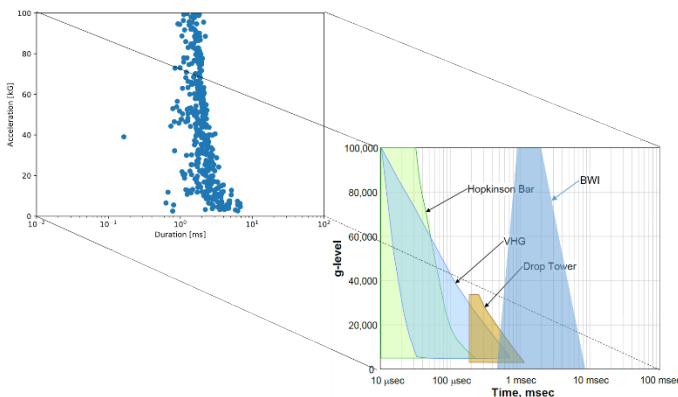 100
80
60
40
20
0
Acceleration [kG]
10⁻² 10⁻¹ 10⁰ 10¹ 10²
Duration [ms]
100,000
80,000
60,000
40,000
20,000
0
g-level
Hopkinson Bar
BWI
VHG
Drop Tower
10 μsec 100 μsec 1 msec 10 msec 100 msec
Time, msec